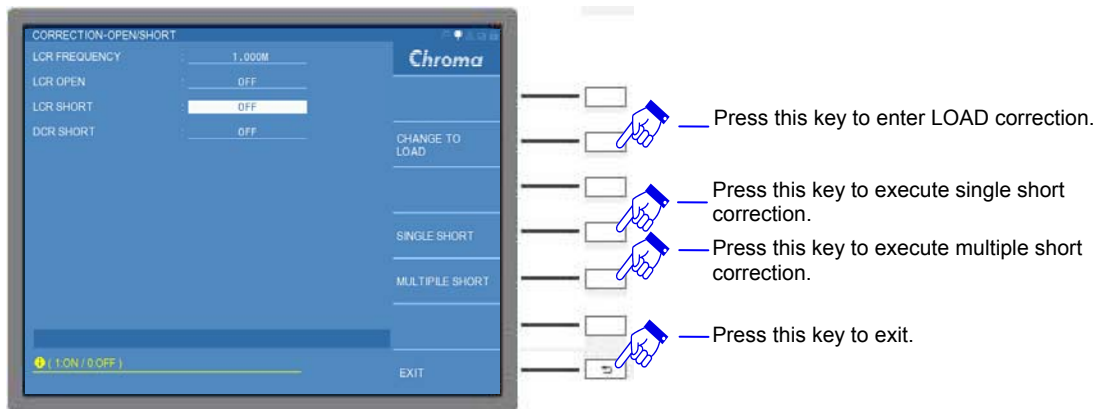 CORRECTION-OPEN/SHORT
LCR FREQUENCY : 1.000M
LCR OPEN : OFF
LCR SHORT : OFF
DCR SHORT : OFF
Chroma
CHANGE TO
LOAD
SINGLE SHORT
MULTIPILE SHORT
EXIT
( 1:ON / 0:OFF )
Press this key to enter LOAD correction.
Press this key to execute single short
correction.
Press this key to execute multiple short
correction.
Press this key to exit.